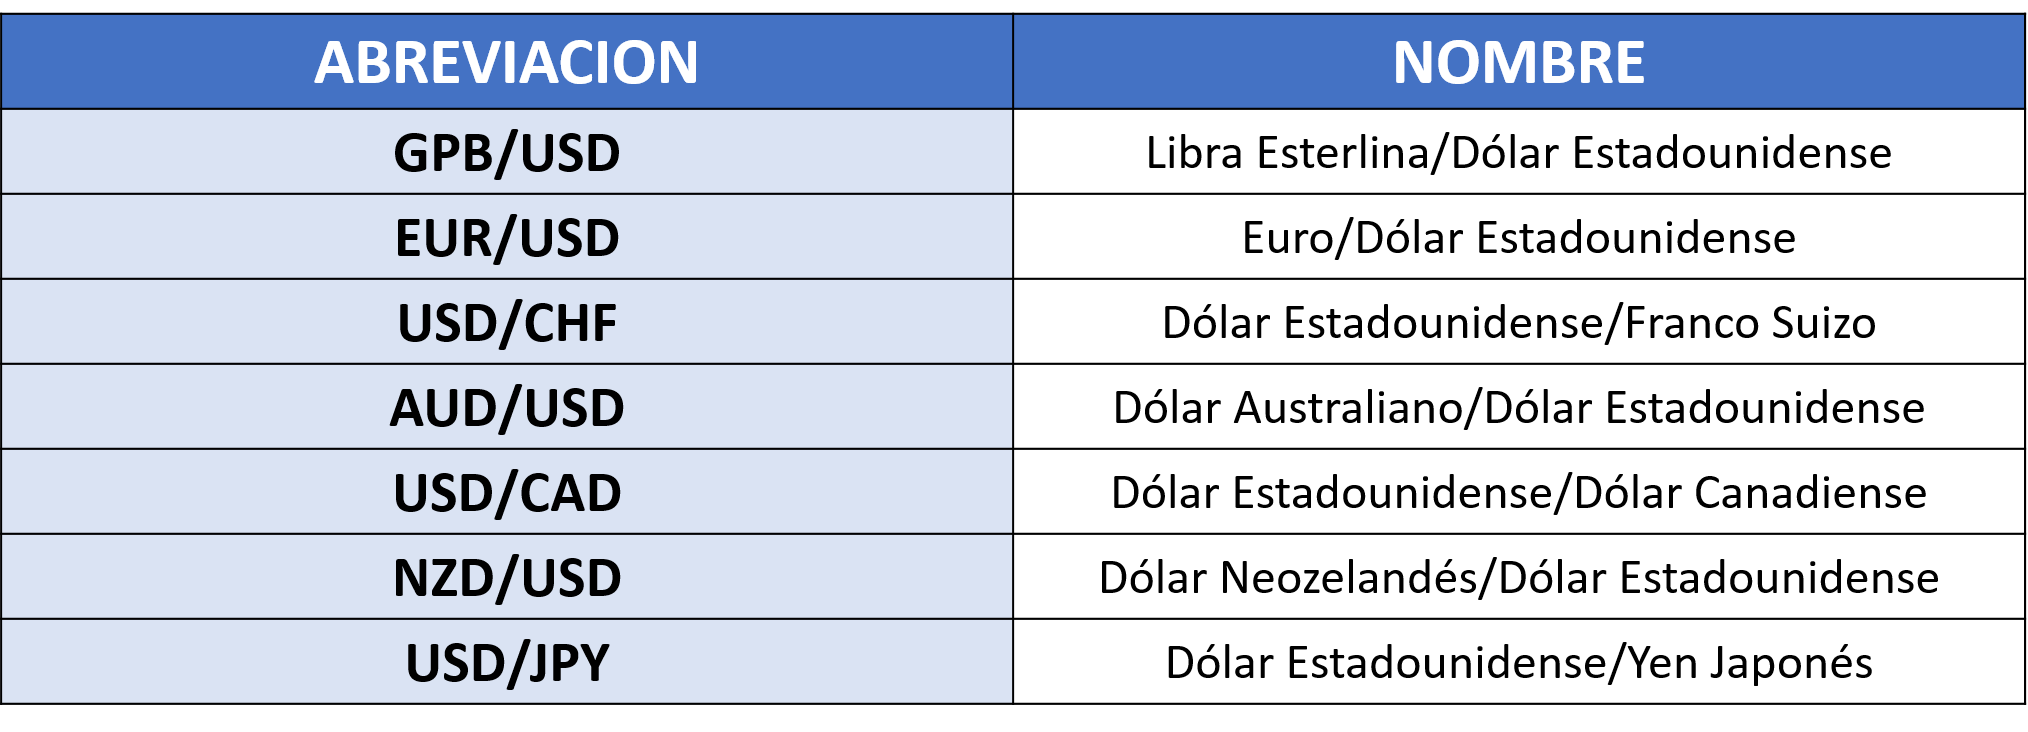 ABREVIACION NOMBRE
GPB/USD Libra Esterlina/Dólar Estadounidense
EUR/USD Euro/Dólar Estadounidense
USD/CHF Dólar Estadounidense/Franco Suizo
AUD/USD Dólar Australiano/Dólar Estadounidense
USD/CAD Dólar Estadounidense/Dólar Canadiense
NZD/USD Dólar Neozelandés/Dólar Estadounidense
USD/JPY Dólar Estadounidense/Yen Japonés